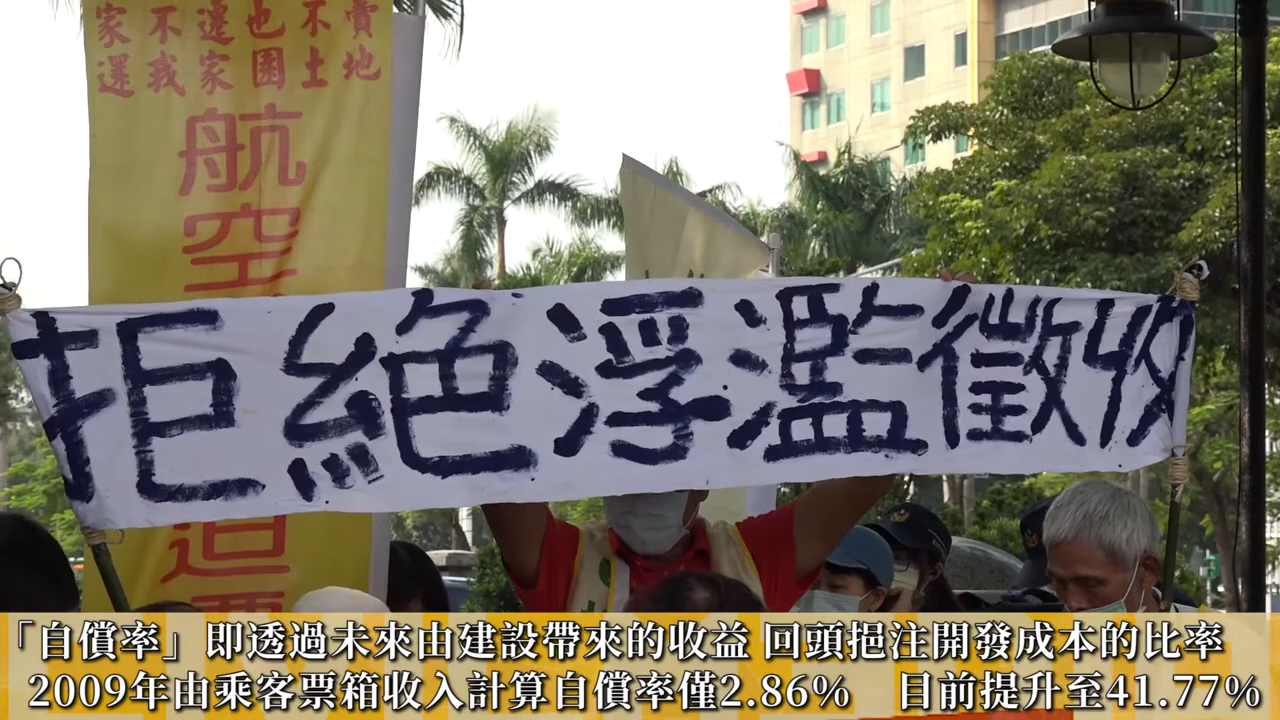 家不遷也不賣
還我家園土地
航空
迫
拒絕浮濫徵收
「自償率」即透過未來由建設帶來的收益 回頭挹注開發成本的比率
2009年由乘客票箱收入計算自償率僅2.86% 目前提升至41.77%